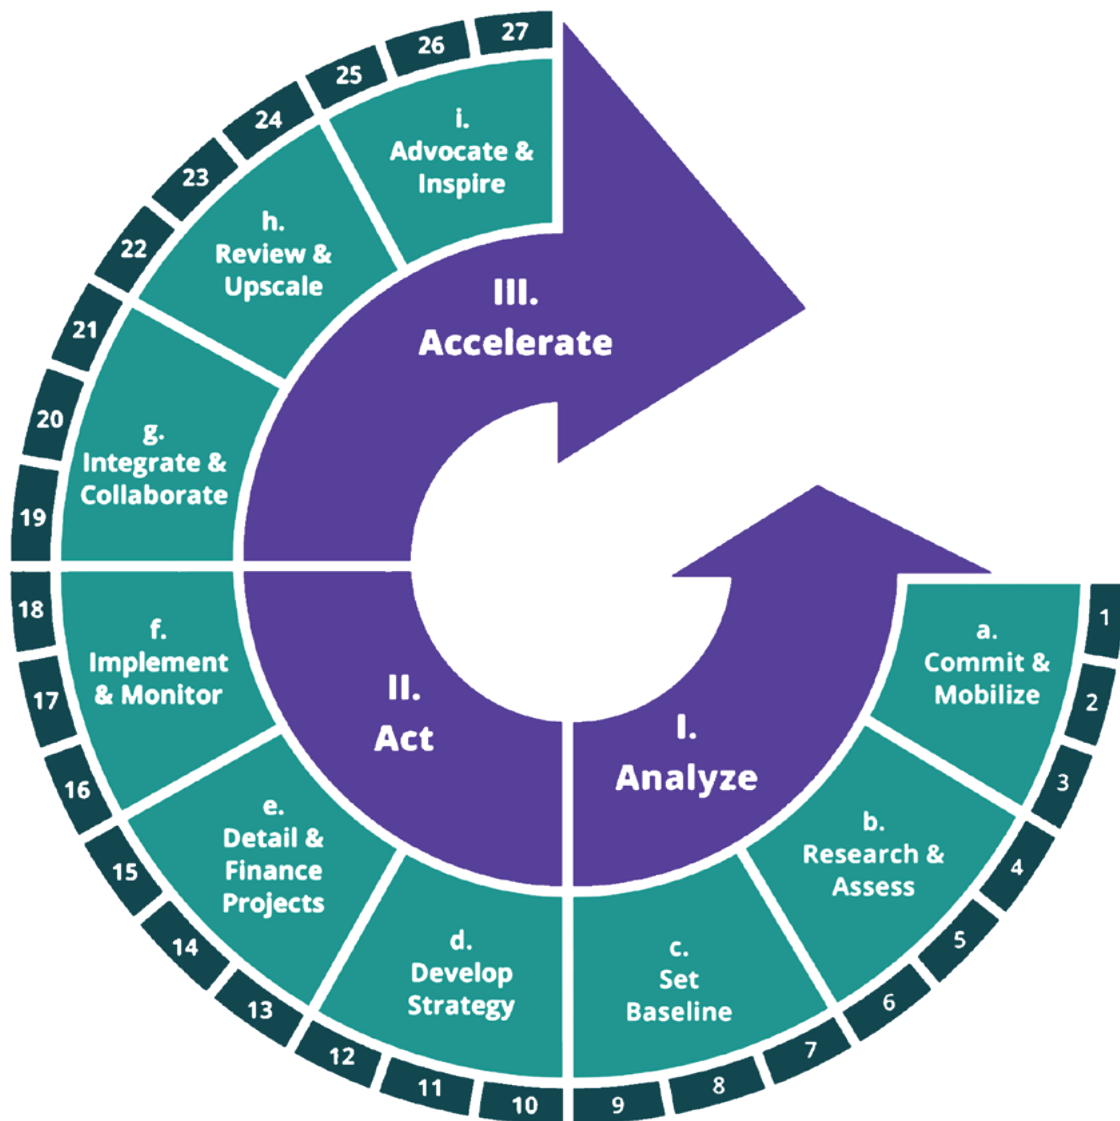 I.
Analyze
a.
Commit &
Mobilize
1
2
3
b.
Research &
Assess
4
5
6
c.
Set
Baseline
7
8
9
II.
Act
d.
Develop
Strategy
10
11
12
e.
Detail &
Finance
Projects
13
14
15
f.
Implement
& Monitor
16
17
18
III.
Accelerate
g.
Integrate &
Collaborate
19
20
21
h.
Review &
Upscale
22
23
24
i.
Advocate &
Inspire
25
26
27